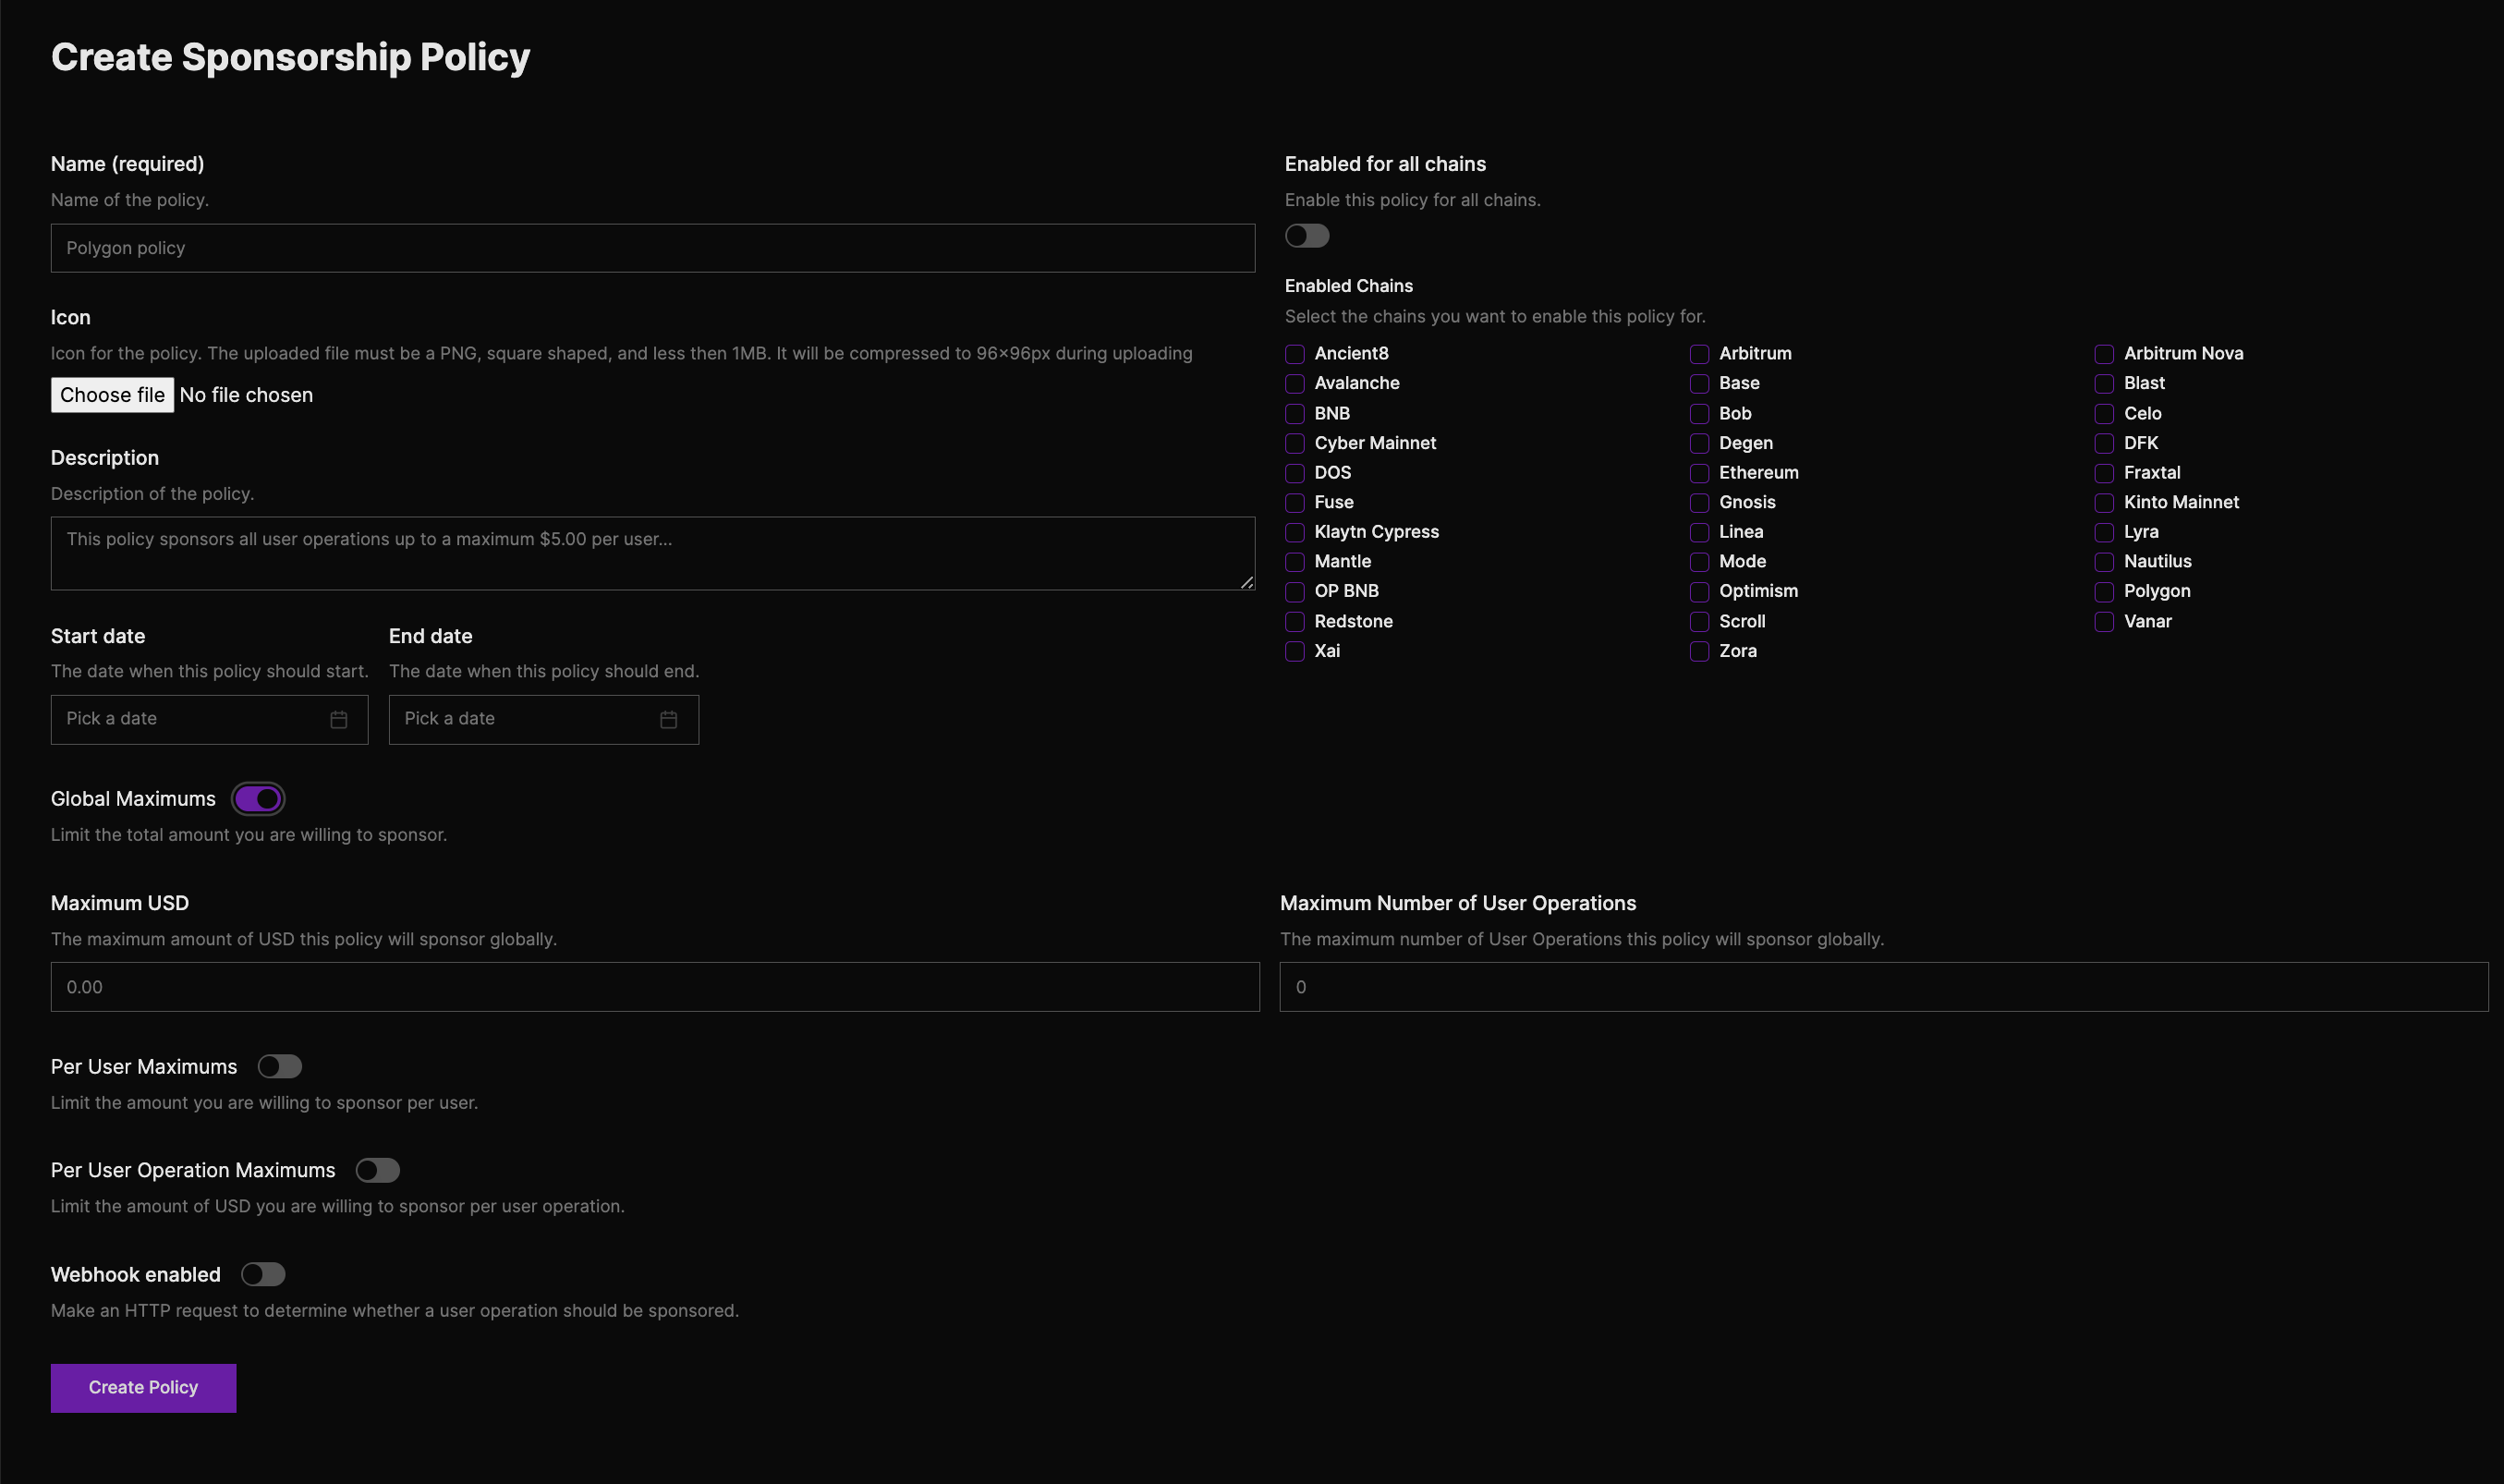 Create Sponsorship Policy
Name (required)
Name of the policy.
Polygon policy
Icon
Icon for the policy. The uploaded file must be a PNG, square shaped, and less then 1MB. It will be compressed to 96x96px during uploading
Choose file No file chosen
Description
Description of the policy.
This policy sponsors all user operations up to a maximum $5.00 per user...
Start date
The date when this policy should start.
Pick a date
End date
The date when this policy should end.
Pick a date
Enabled for all chains
Enable this policy for all chains.
Enabled Chains
Select the chains you want to enable this policy for.
Ancient8 Arbitrum Arbitrum Nova
Avalanche Base Blast
BNB Bob Celo
Cyber Mainnet Degen DFK
DOS Ethereum Fraxtal
Fuse Gnosis Kinto Mainnet
Klaytn Cypress Linea Lyra
Mantle Mode Nautilus
OP BNB Optimism Polygon
Redstone Scroll Vanar
Xai Zora
Global Maximums
Limit the total amount you are willing to sponsor.
Maximum USD
The maximum amount of USD this policy will sponsor globally.
0.00
Maximum Number of User Operations
The maximum number of User Operations this policy will sponsor globally.
0
Per User Maximums
Limit the amount you are willing to sponsor per user.
Per User Operation Maximums
Limit the amount of USD you are willing to sponsor per user operation.
Webhook enabled
Make an HTTP request to determine whether a user operation should be sponsored.
Create Policy